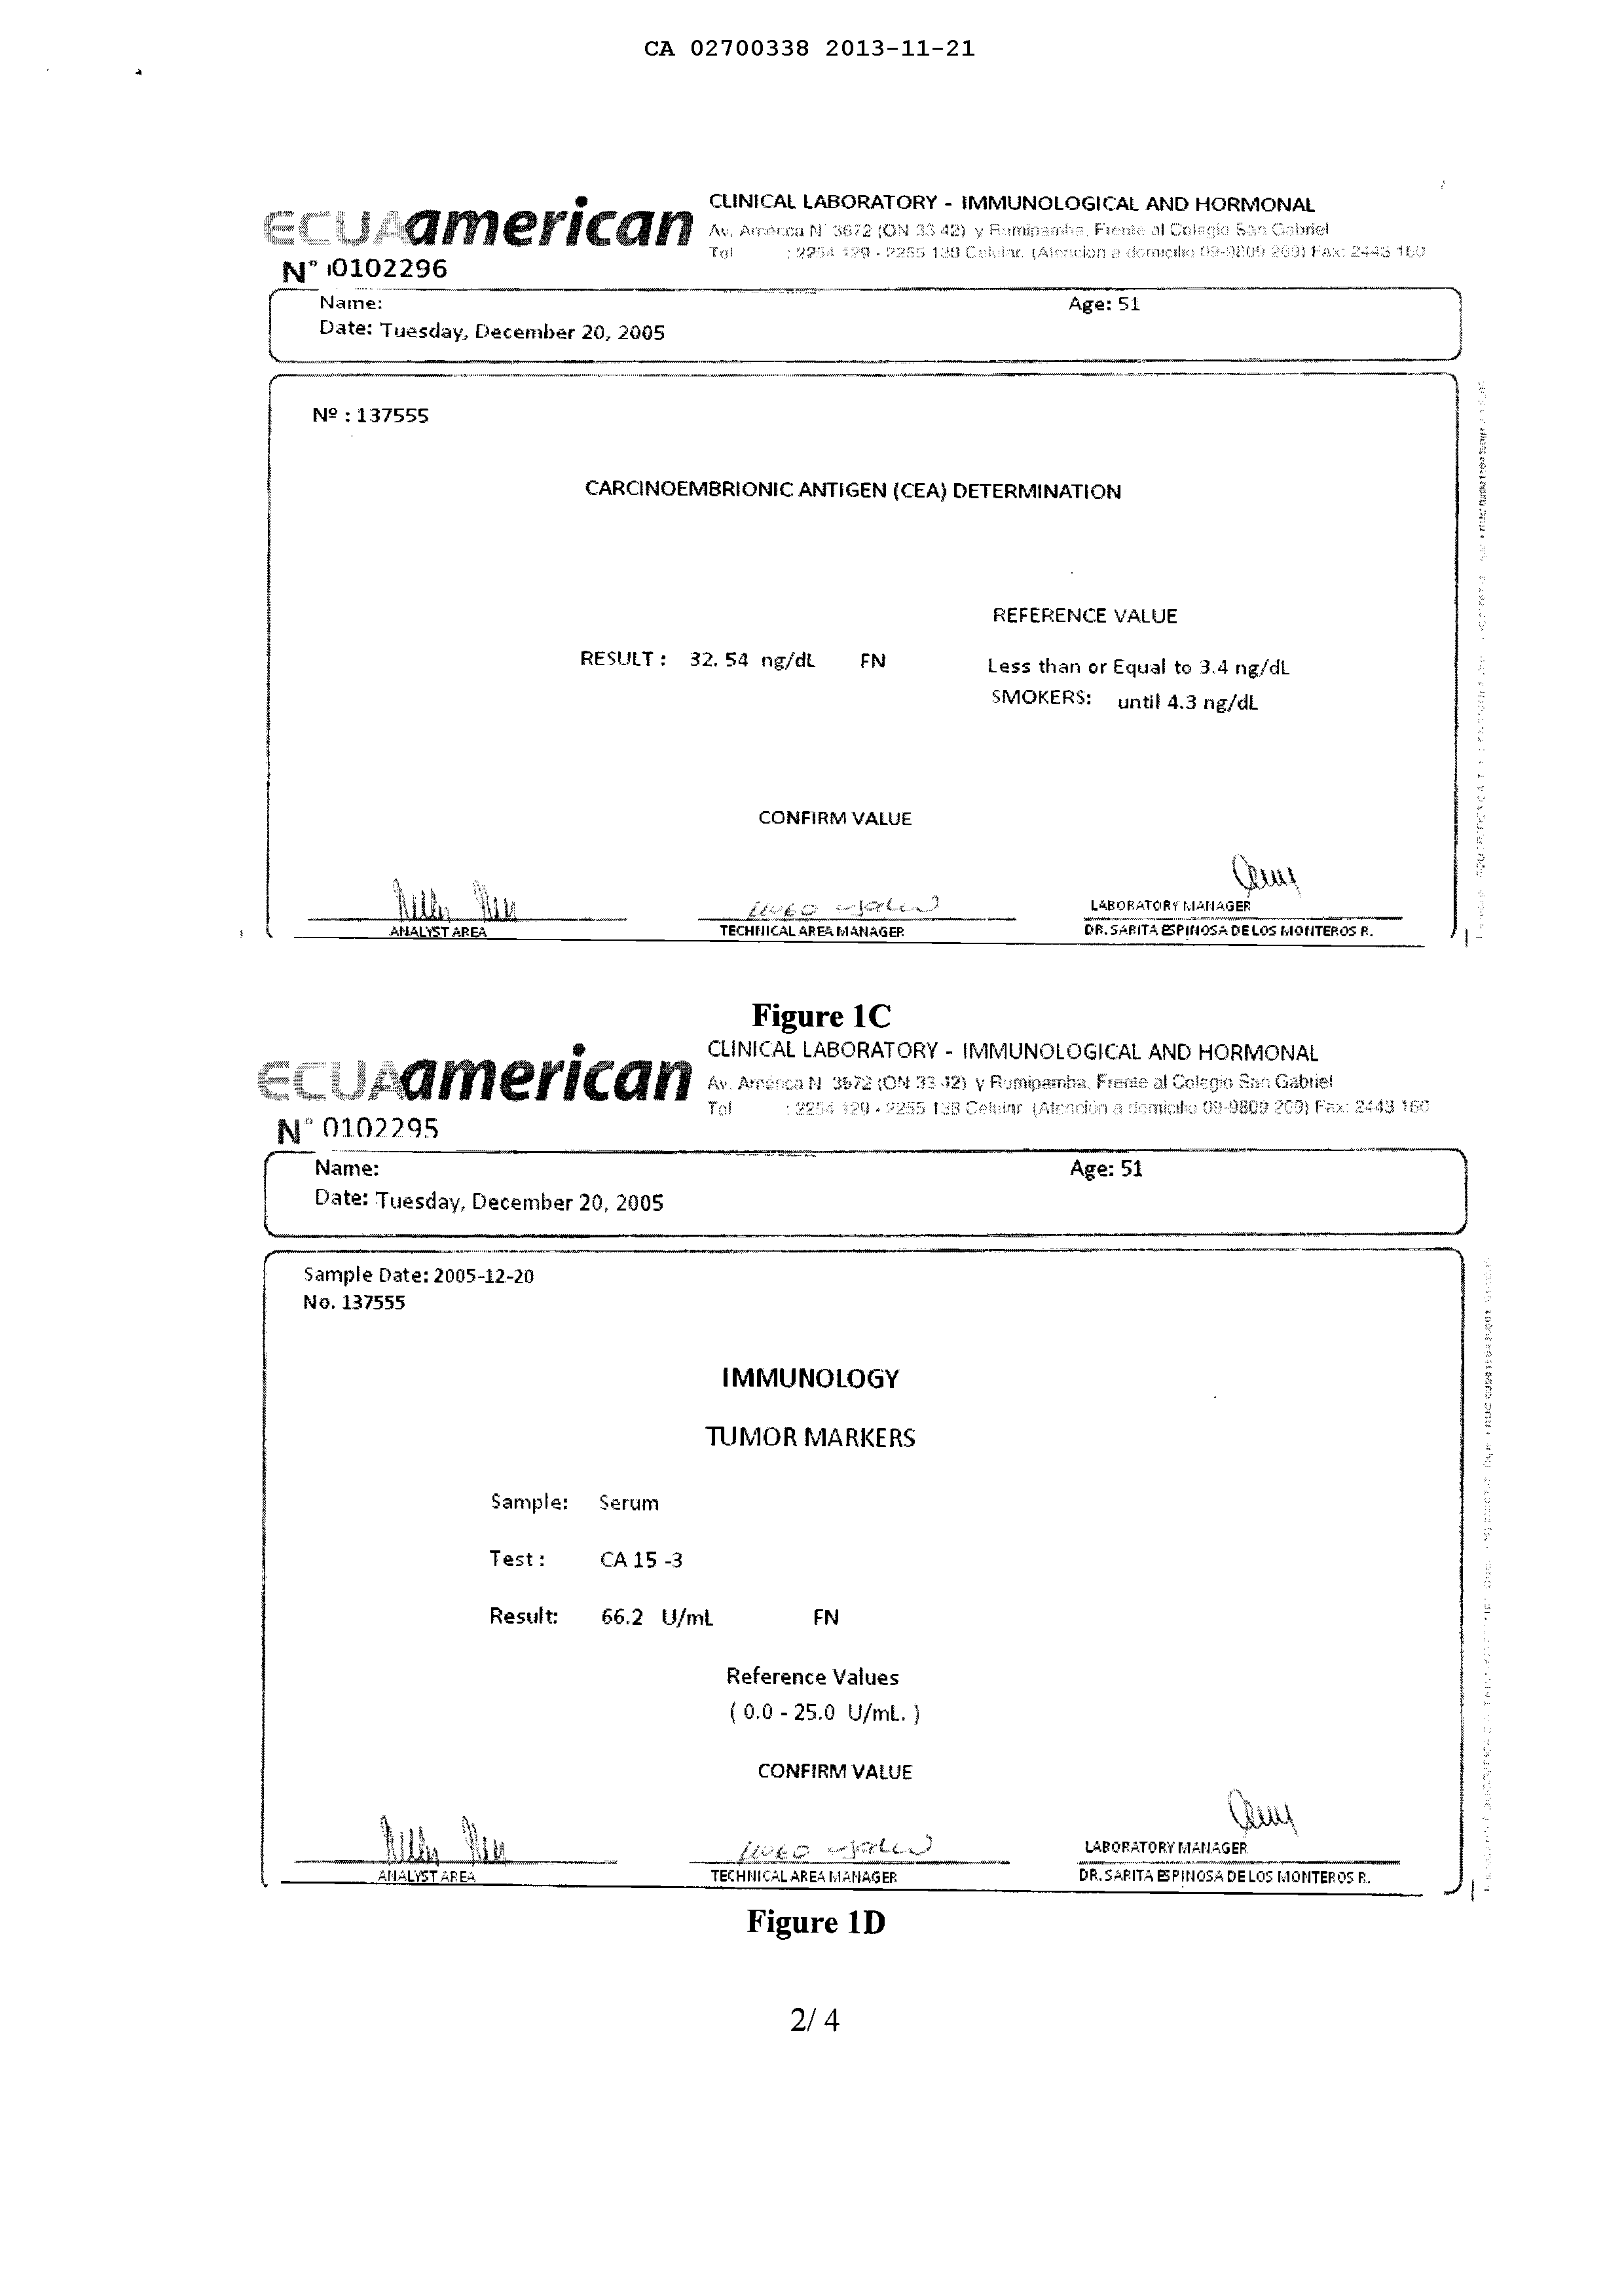 CA 02700338 2013-11-21
ECUAamerican
CLINICAL LABORATORY - IMMUNOLOGICAL AND HORMONAL
Av. América N° 3672 (ON 33 42) y Rumipamba, Frente al Colegio San Gabriel
Tel : 2254 129 - 2255 138 Celular (Atencion a domicilio 09-9809 269) Fax: 2443 160
N° 0102296
Name: Age: 51
Date: Tuesday, December 20, 2005
Nº : 137555
CARCINOEMBRIONIC ANTIGEN (CEA) DETERMINATION
REFERENCE VALUE
RESULT : 32. 54 ng/dL FN Less than or Equal to 3.4 ng/dL
SMOKERS: until 4.3 ng/dL
CONFIRM VALUE
LABORATORY MANAGER
ANALYST AREA TECHNICAL AREA MANAGER DR. SARITA ESPINOSA DE LOS MONTEROS R.
Figure 1C
ECUAamerican
CLINICAL LABORATORY - IMMUNOLOGICAL AND HORMONAL
Av. América N 3672 (ON 33 42) y Rumipamba, Frente al Colegio San Gabriel
Tel : 2254 129 - 2255 138 Celular (Atención a domicilio 09-9809 269) Fax: 2443 160
N° 0102295
Name: Age: 51
Date: Tuesday, December 20, 2005
Sample Date: 2005-12-20
No. 137555
IMMUNOLOGY
TUMOR MARKERS
Sample: Serum
Test : CA 15 -3
Result: 66.2 U/mL FN
Reference Values
( 0.0 - 25.0 U/mL. )
CONFIRM VALUE
LABORATORY MANAGER
ANALYST AREA TECHNICAL AREA MANAGER DR. SARITA ESPINOSA DE LOS MONTEROS R.
Figure 1D
2/ 4